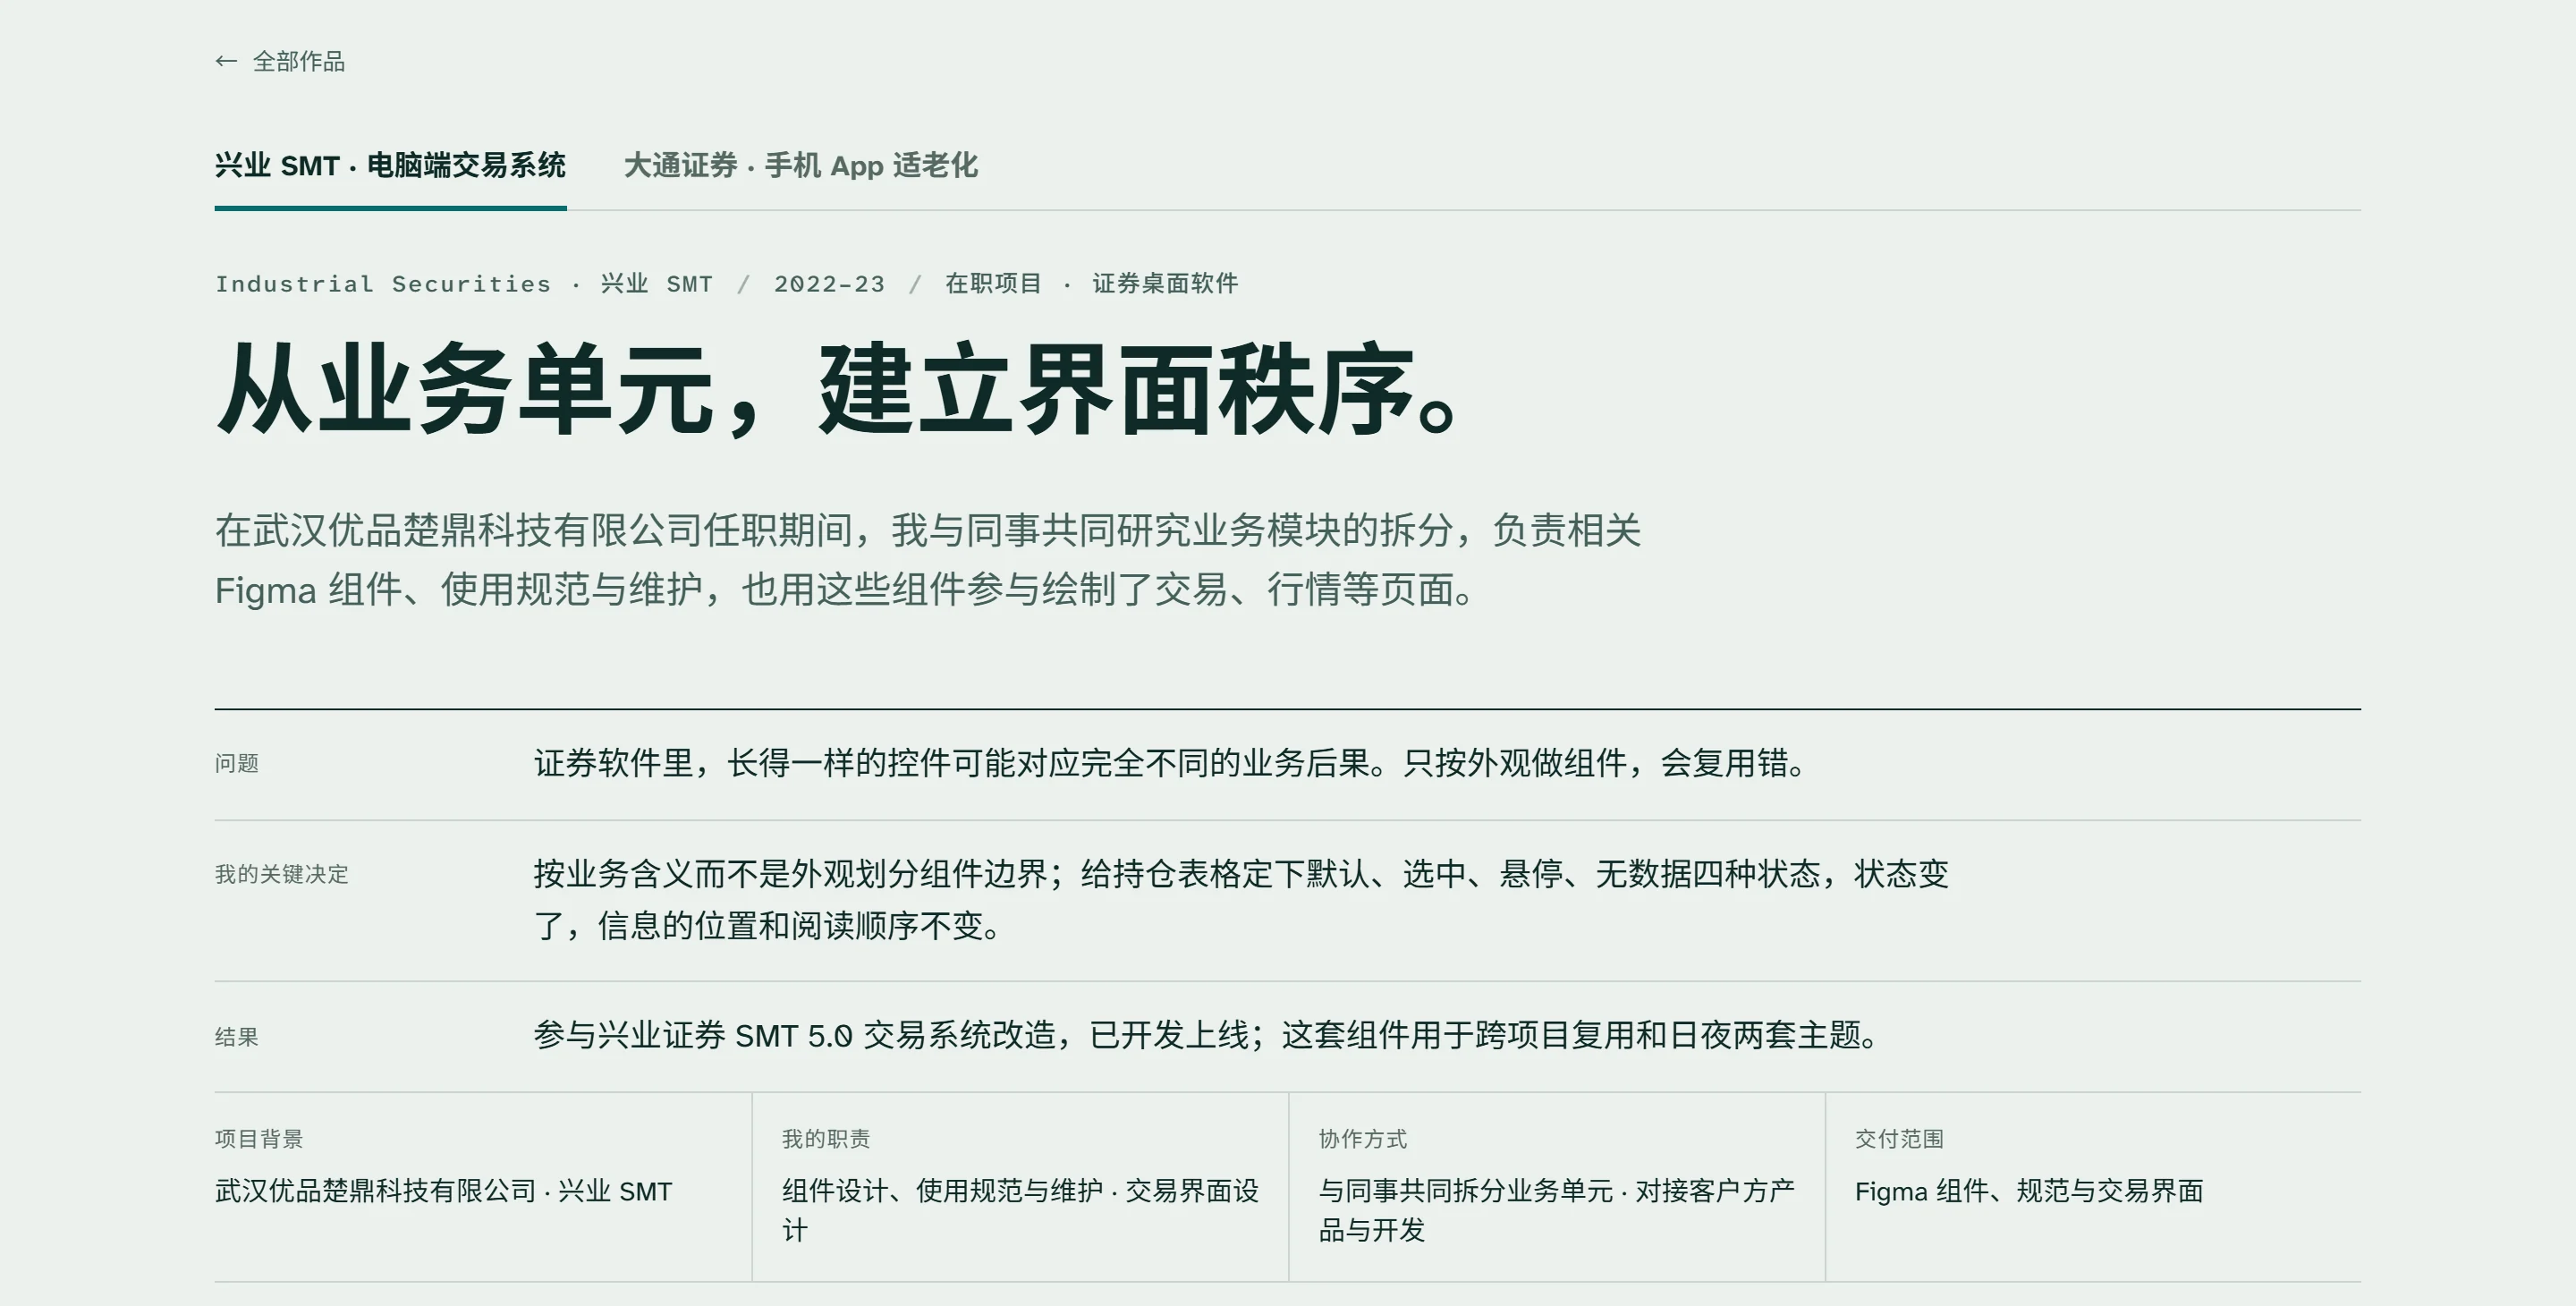 ← 全部作品
兴业 SMT · 电脑端交易系统
大通证券 · 手机 App 适老化
Industrial Securities · 兴业 SMT / 2022–23 / 在职项目 · 证券桌面软件
从业务单元，建立界面秩序。
在武汉优品楚鼎科技有限公司任职期间，我与同事共同研究业务模块的拆分，负责相关
Figma 组件、使用规范与维护，也用这些组件参与绘制了交易、行情等页面。
问题
证券软件里，长得一样的控件可能对应完全不同的业务后果。只按外观做组件，会复用错。
我的关键决定
按业务含义而不是外观划分组件边界；给持仓表格定下默认、选中、悬停、无数据四种状态，状态变
了，信息的位置和阅读顺序不变。
结果
参与兴业证券 SMT 5.0 交易系统改造，已开发上线；这套组件用于跨项目复用和日夜两套主题。
项目背景
武汉优品楚鼎科技有限公司 · 兴业 SMT
我的职责
组件设计、使用规范与维护 · 交易界面设
计
协作方式
与同事共同拆分业务单元 · 对接客户方产
品与开发
交付范围
Figma 组件、规范与交易界面